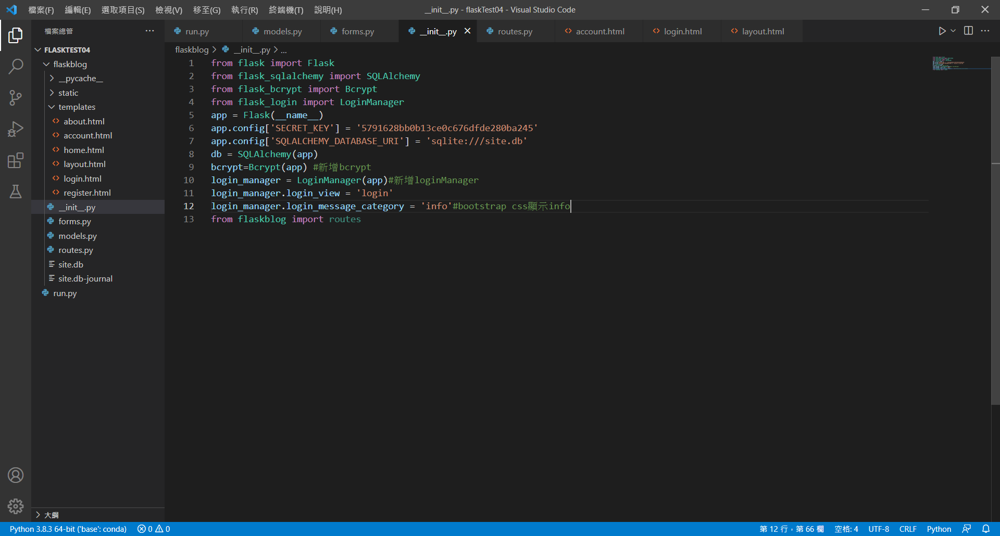 檔案(F) 編輯(E) 選取項目(S) 檢視(V) 移至(G) 執行(R) 終端機(T) 說明(H)
__init__.py - flaskTest04 - Visual Studio Code
檔案總管
run.py models.py forms.py __init__.py routes.py account.html login.html layout.html
FLASKTEST04
flaskblog
__pycache__
static
templates
about.html
account.html
home.html
layout.html
login.html
register.html
__init__.py
forms.py
models.py
routes.py
site.db
site.db-journal
run.py
大綱
flaskblog > __init__.py > ...
1 from flask import Flask
2 from flask_sqlalchemy import SQLAlchemy
3 from flask_bcrypt import Bcrypt
4 from flask_login import LoginManager
5 app = Flask(__name__)
6 app.config['SECRET_KEY'] = '5791628bb0b13ce0c676dfde280ba245'
7 app.config['SQLALCHEMY_DATABASE_URI'] = 'sqlite:///site.db'
8 db = SQLAlchemy(app)
9 bcrypt=Bcrypt(app) #新增bcrypt
10 login_manager = LoginManager(app)#新增loginManager
11 login_manager.login_view = 'login'
12 login_manager.login_message_category = 'info'#bootstrap css顯示info
13 from flaskblog import routes
Python 3.8.3 64-bit ('base': conda) 0 0 第 12 行，第 66 欄 空格: 4 UTF-8 CRLF Python